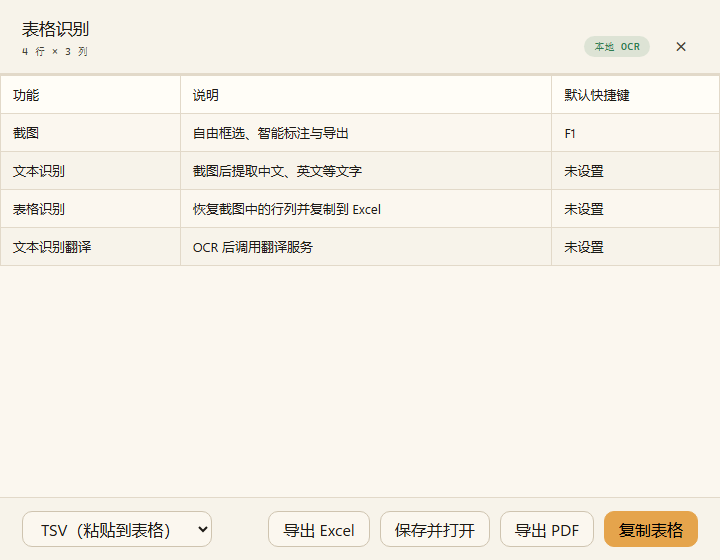 表格识别
4 行 × 3 列
本地 OCR ×
功能 说明 默认快捷键
截图 自由框选、智能标注与导出 F1
文本识别 截图后提取中文、英文等文字 未设置
表格识别 恢复截图中的行列并复制到 Excel 未设置
文本识别翻译 OCR 后调用翻译服务 未设置
TSV（粘贴到表格） 导出 Excel 保存并打开 导出 PDF 复制表格